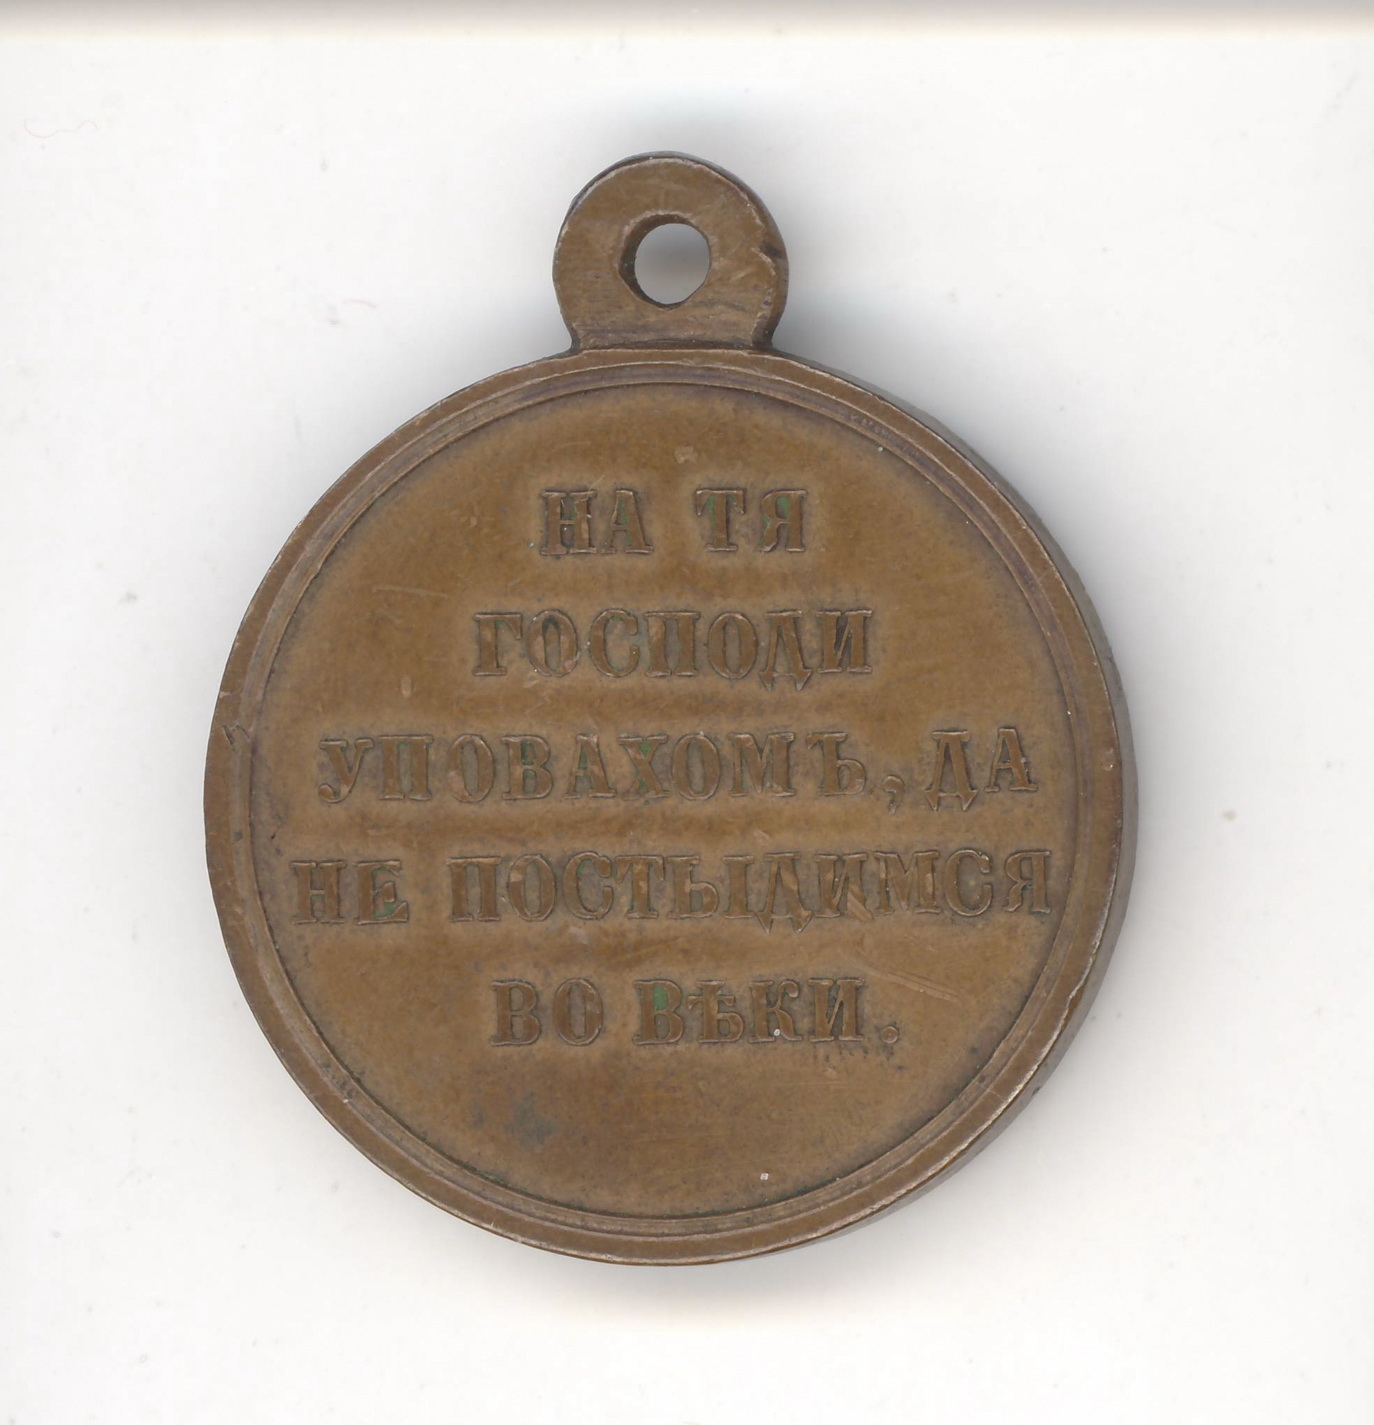 НА ТЯ
ГОСПОДИ
УПОВАХОМЪ, ДА
НЕ ПОСТЫДИМСЯ
ВО ВѢКИ.